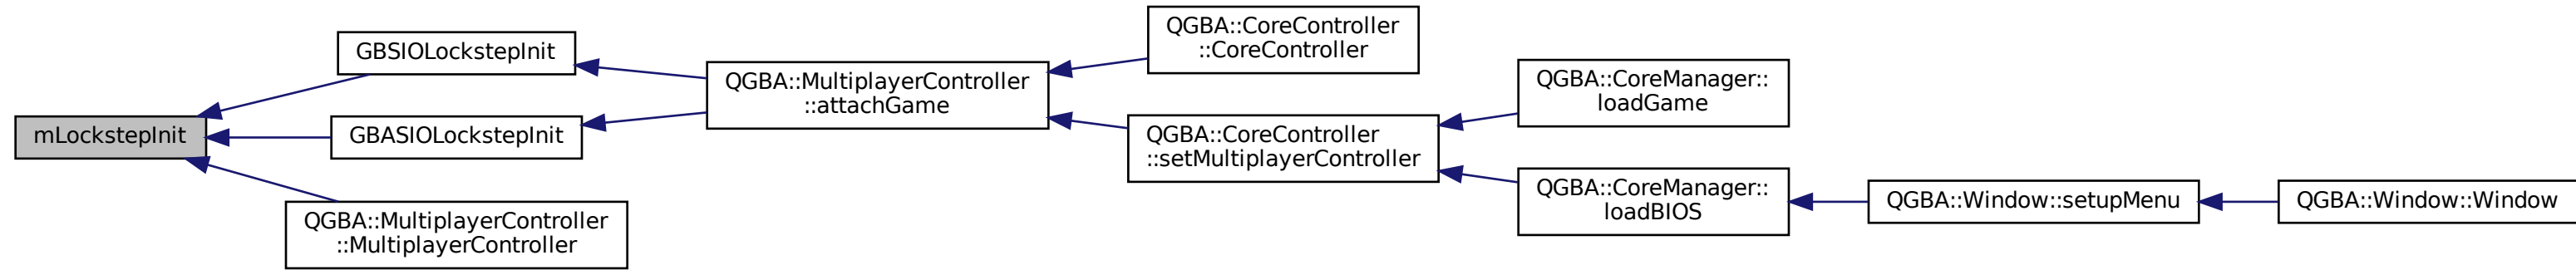 mLockstepInit
GBSIOLockstepInit
GBASIOLockstepInit
QGBA::MultiplayerController
::MultiplayerController
QGBA::MultiplayerController
::attachGame
QGBA::CoreController
::CoreController
QGBA::CoreController
::setMultiplayerController
QGBA::CoreManager::
loadGame
QGBA::CoreManager::
loadBIOS
QGBA::Window::setupMenu
QGBA::Window::Window